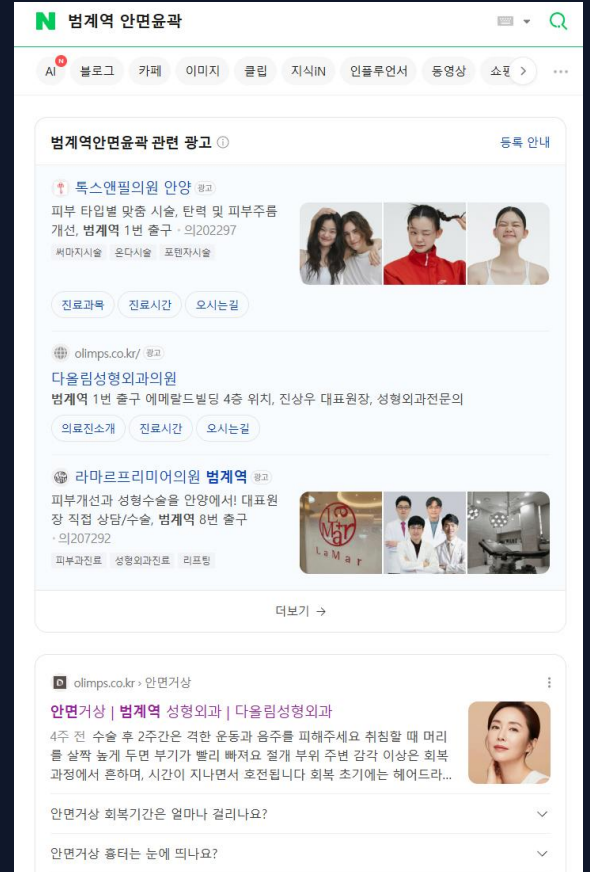 N 범계역 안면윤곽
AI N 블로그 카페 이미지 클립 지식iN 인플루언서 동영상
범계역안면윤곽 관련 광고
등록 안내
톡스앤필의원 안양 광고
피부 타입별 맞춤 시술, 탄력 및 피부주름
개선, 범계역 1번 출구 · 의202297
써마지시술 온다시술 포텐자시술
진료과목 진료시간 오시는길
olimps.co.kr/ 광고
다올림성형외과의원
범계역 1번 출구 에메랄드빌딩 4층 위치, 진상우 대표원장, 성형외과전문의
의료진소개 진료시간 오시는길
라마르프리미어의원 범계역 광고
피부개선과 성형수술을 안양에서! 대표원
장 직접 상담/수술, 범계역 8번 출구
· 의207292
피부과진료 성형외과진료 리프팅
LaMar
LaMar
더보기 →
olimps.co.kr › 안면거상
안면거상 | 범계역 성형외과 | 다올림성형외과
4주 전 수술 후 2주간은 격한 운동과 음주를 피해주세요 취침할 때 머리
를 살짝 높게 두면 부기가 빨리 빠져요 절개 부위 주변 감각 이상은 회복
과정에서 흔하며, 시간이 지나면서 호전됩니다 회복 초기에는 헤어드라...
안면거상 회복기간은 얼마나 걸리나요?
안면거상 흉터는 눈에 띄나요?